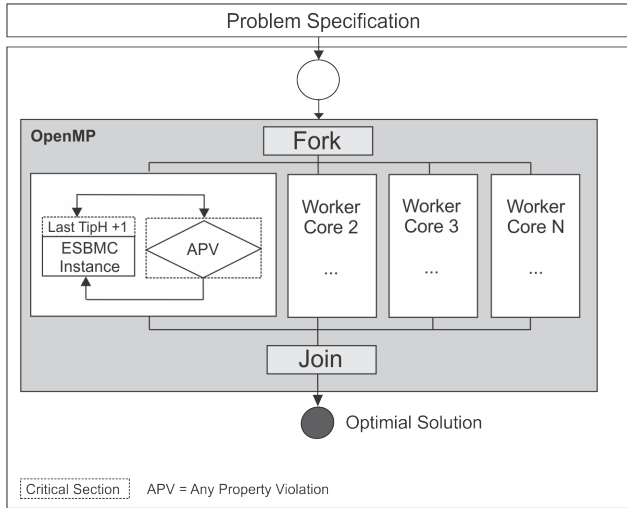 Problem Specification
OpenMP
Fork
Last TipH +1
ESBMC
Instance
APV
Worker
Core 2
...
Worker
Core 3
...
Worker
Core N
...
Join
Optimial Solution
Critical Section
APV = Any Property Violation